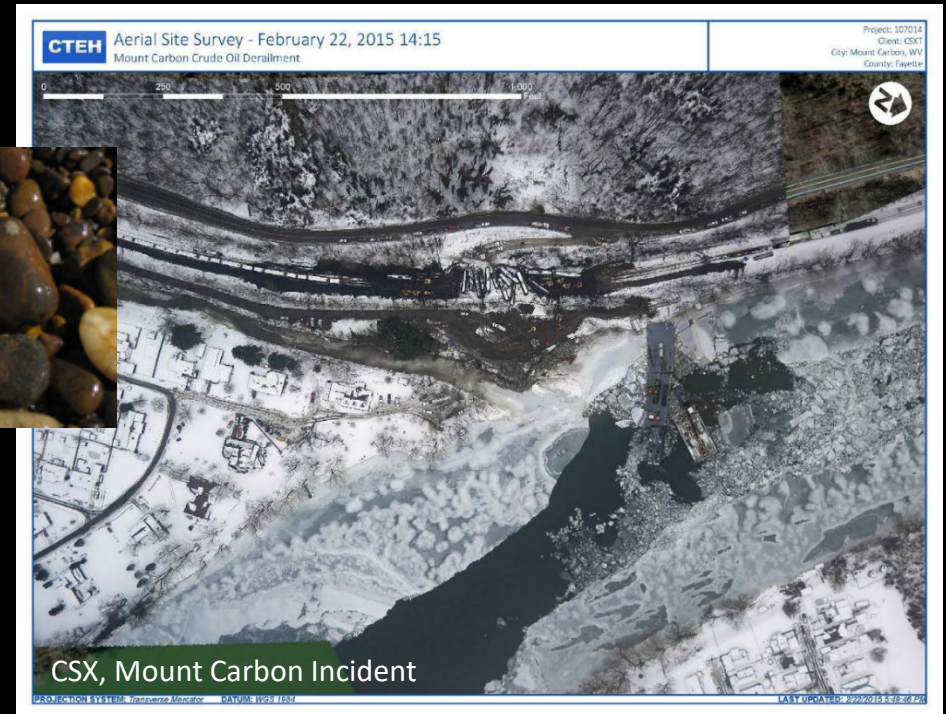 CTEH
Aerial Site Survey - February 22, 2015 14:15
Mount Carbon Crude Oil Derailment
Project: 107014
Client: CSXT
City: Mount Carbon, WV
County: Fayette
0 250 500 1,000
Feet
N
CSX, Mount Carbon Incident
PROJECTION SYSTEM: Transverse Mercator DATUM: WGS 1984
LAST UPDATED: 2/22/2015 5:49:46 PM